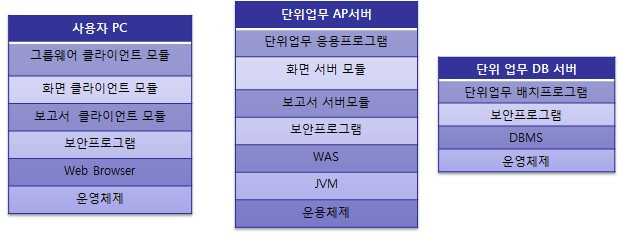 사용자 PC
그룹웨어 클라이언트 모듈
화면 클라이언트 모듈
보고서 클라이언트 모듈
보안프로그램
Web Browser
운영체제
단위업무 AP서버
단위업무 응용프로그램
화면 서버 모듈
보고서 서버모듈
보안프로그램
WAS
JVM
운용체제
단위 업무 DB 서버
단위업무 배치프로그램
보안프로그램
DBMS
운영체제